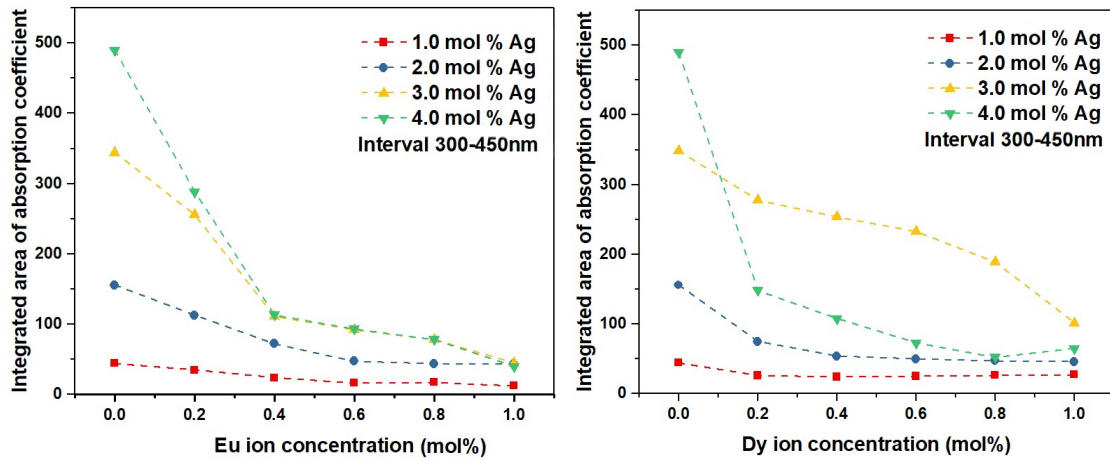 Integrated area of absorption coefficient
500
400
300
200
100
0
1.0 mol % Ag
2.0 mol % Ag
3.0 mol % Ag
4.0 mol % Ag
Interval 300-450nm
0.0 0.2 0.4 0.6 0.8 1.0
Eu ion concentration (mol%)
Integrated area of absorption coefficient
500
400
300
200
100
0
1.0 mol % Ag
2.0 mol % Ag
3.0 mol % Ag
4.0 mol % Ag
Interval 300-450nm
0.0 0.2 0.4 0.6 0.8 1.0
Dy ion concentration (mol%)